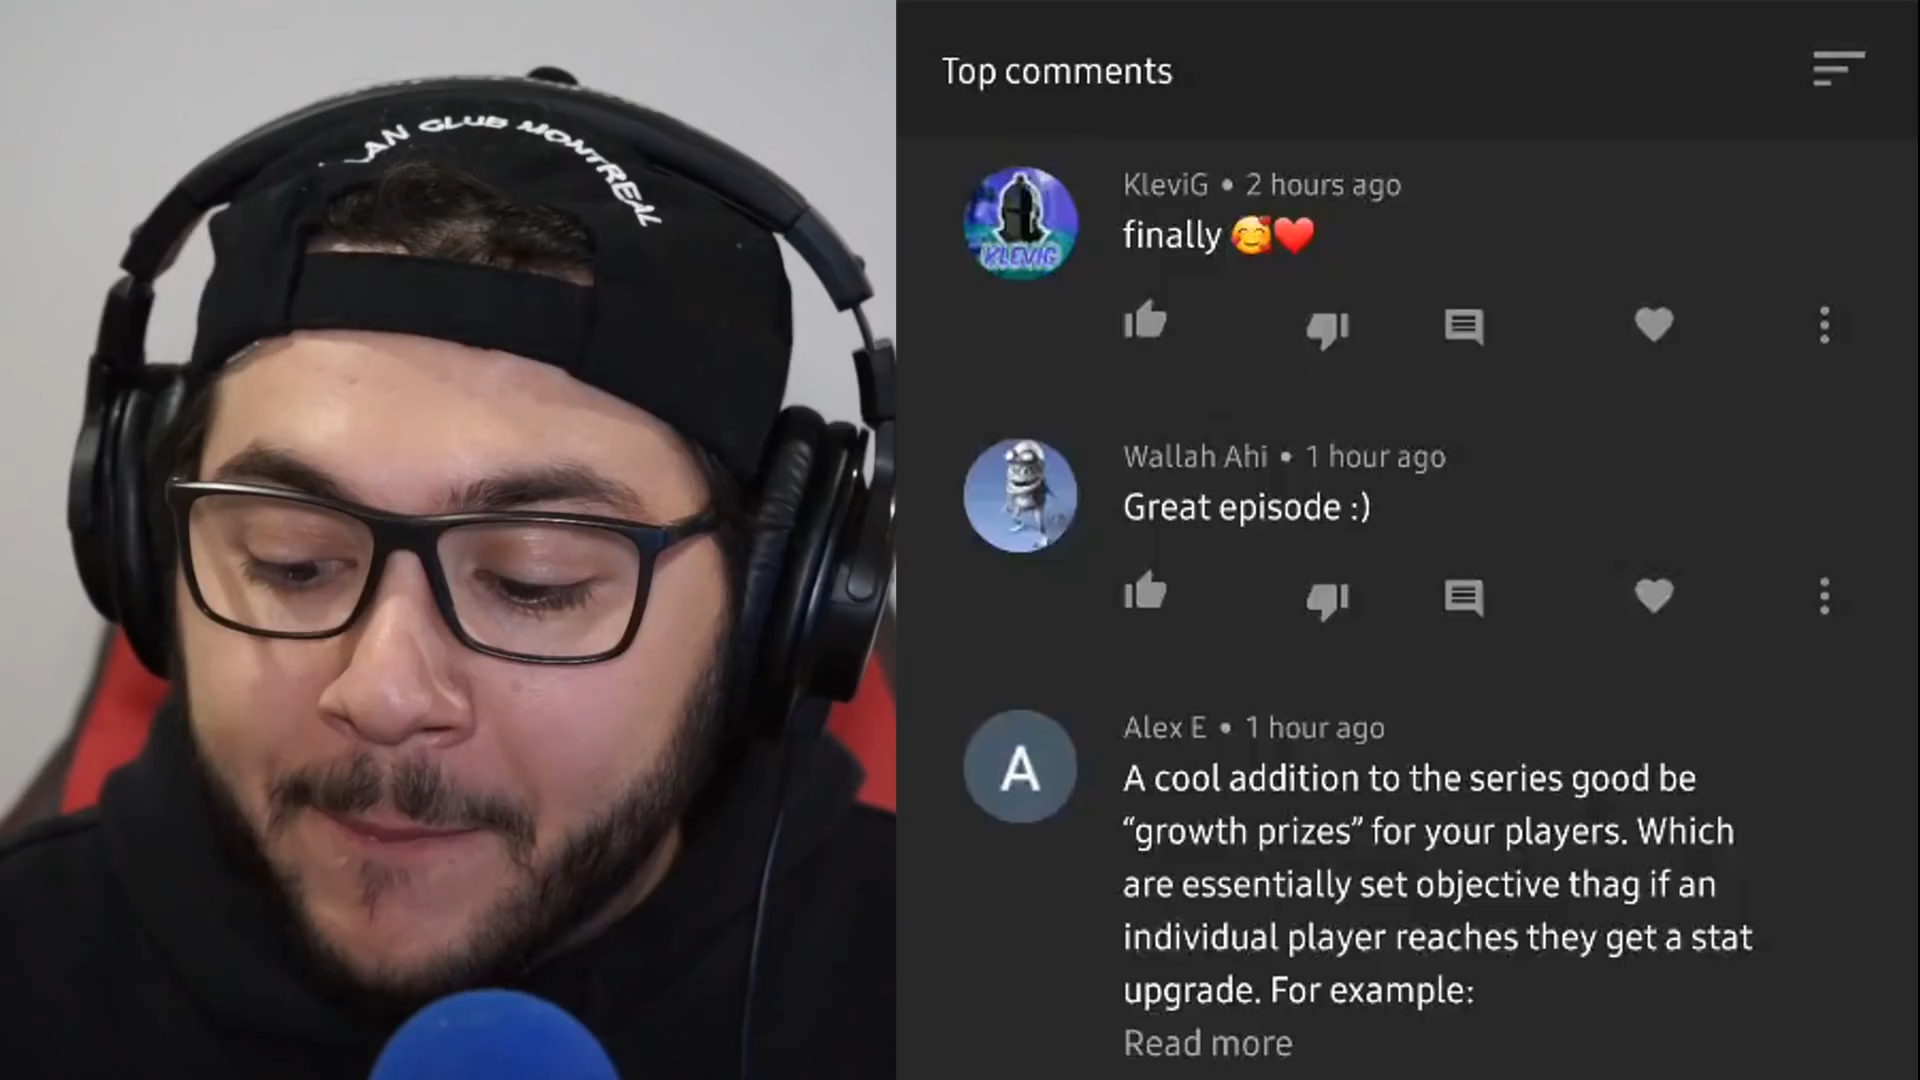 AN CLUB MONTREAL
Top comments
KLEVIG
KleviG • 2 hours ago
finally 🥰❤️
Wallah Ahi • 1 hour ago
Great episode :)
A
Alex E • 1 hour ago
A cool addition to the series good be
“growth prizes” for your players. Which
are essentially set objective thag if an
individual player reaches they get a stat
upgrade. For example:
Read more